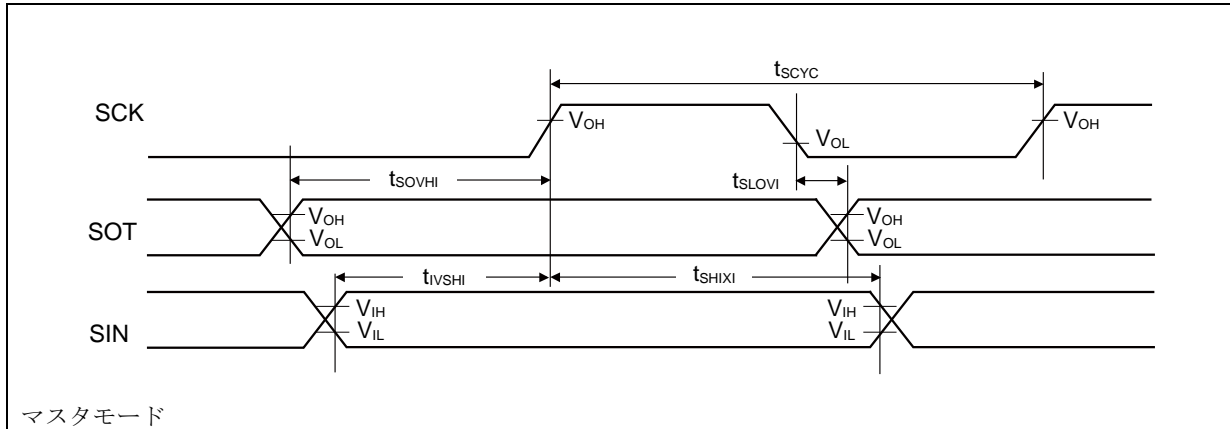 tSCYC
SCK
VOH
VOL
VOH
tSOVHI
tSLOVI
SOT
VOH
VOL
VOH
VOL
tIVSHI
tSHIXI
SIN
VIH
VIL
VIH
VIL
マスタモード